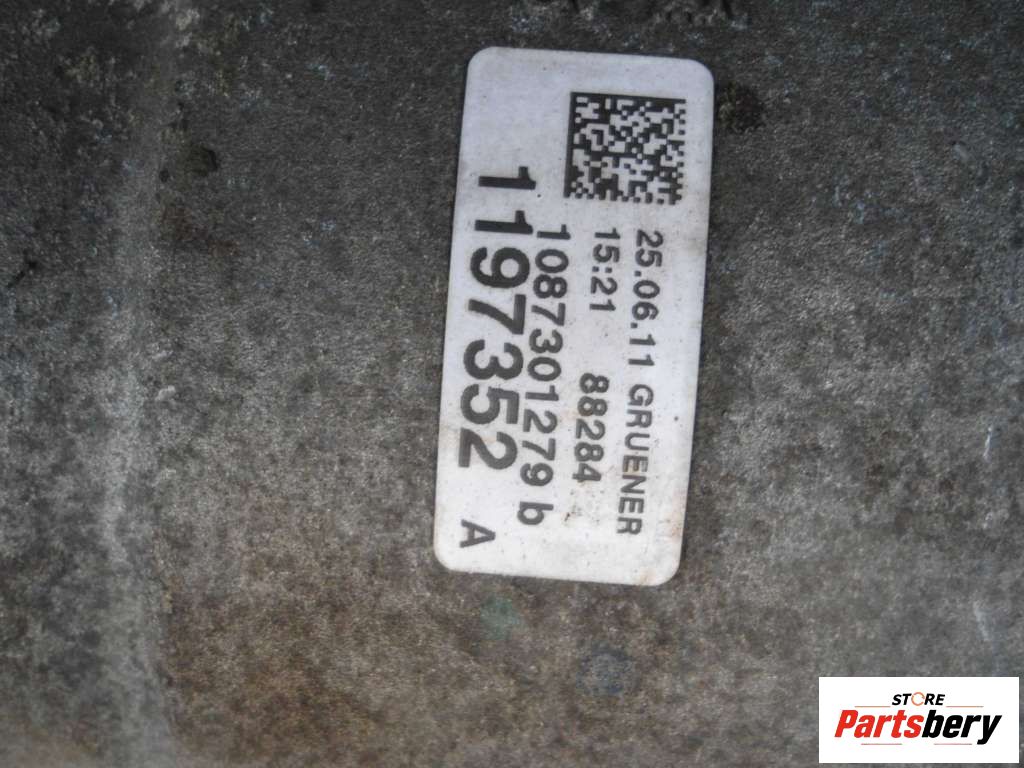 25.06.11 GRUENER
15:21 88284
1087301279 b
1197352 A
STORE
Partsbery